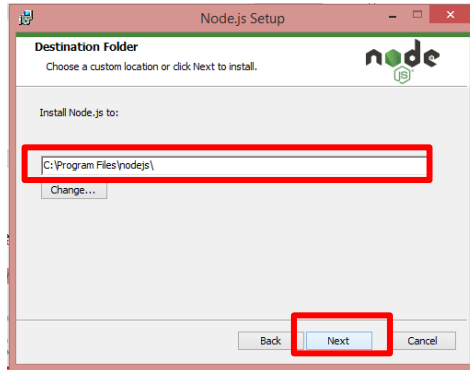 Node.js Setup
Destination Folder
Choose a custom location or click Next to install.
node
JS
Install Node.js to:
C:\Program Files\nodejs\
Change...
Back Next Cancel